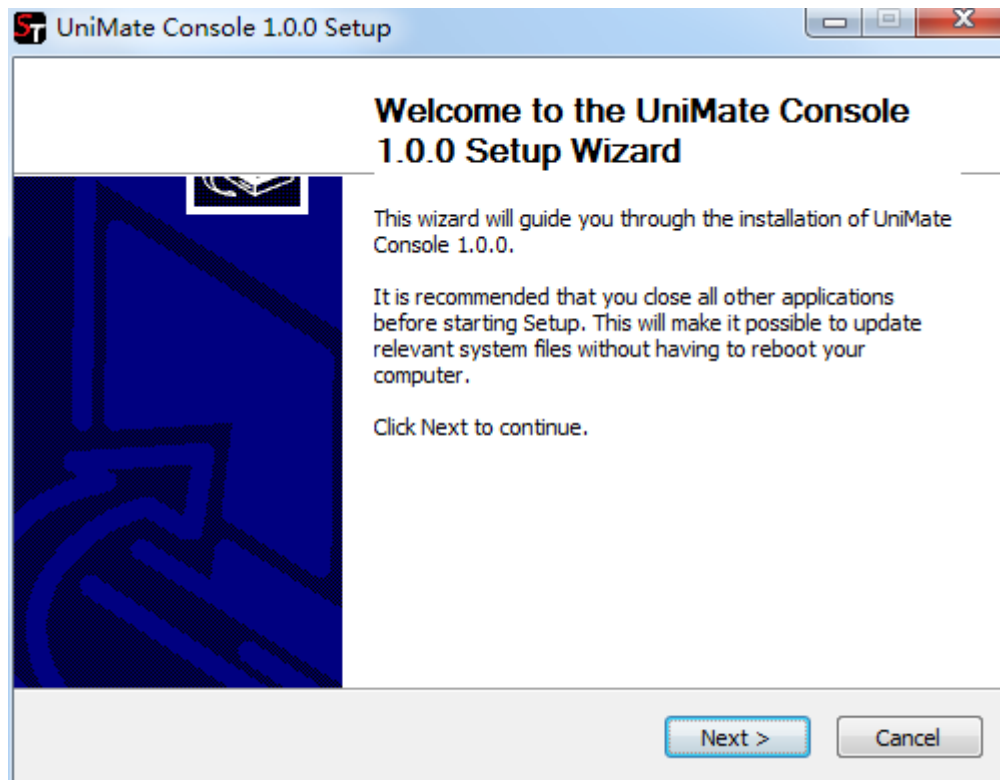 ST UniMate Console 1.0.0 Setup
Welcome to the UniMate Console
1.0.0 Setup Wizard
This wizard will guide you through the installation of UniMate
Console 1.0.0.
It is recommended that you close all other applications
before starting Setup. This will make it possible to update
relevant system files without having to reboot your
computer.
Click Next to continue.
Next >
Cancel